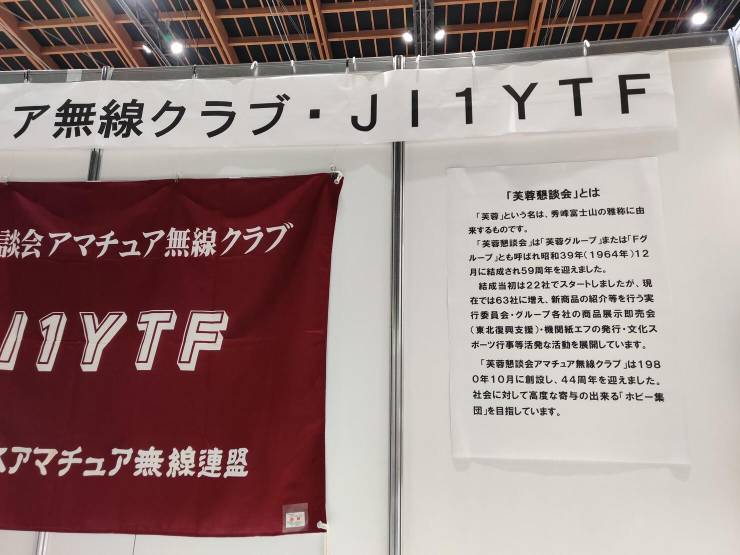 ア無線クラブ・JI1YTF
談会アマチュア無線クラブ
I1YTF
スアマチュア無線連盟
「芙蓉懇談会」とは
「芙蓉」という名は、秀峰富士山の雅称に由
来するものです。
「芙蓉懇談会」は「芙蓉グループ」または「Fグ
ループ」とも呼ばれ昭和39年(1964年)12
月に結成され59周年を迎えました。
結成当初は22社でスタートしましたが、現
在では63社に増え、新商品の紹介等を行う実
行委員会・グループ各社の商品展示即売会
(東北復興支援)・機関紙エフの発行・文化ス
ポーツ行事等活発な活動を展開しています。
「芙蓉懇談会アマチュア無線クラブ」は198
0年10月に創設し、44周年を迎えました。
社会に対して高度な寄与の出来る「ホビー集
団」を目指しています。